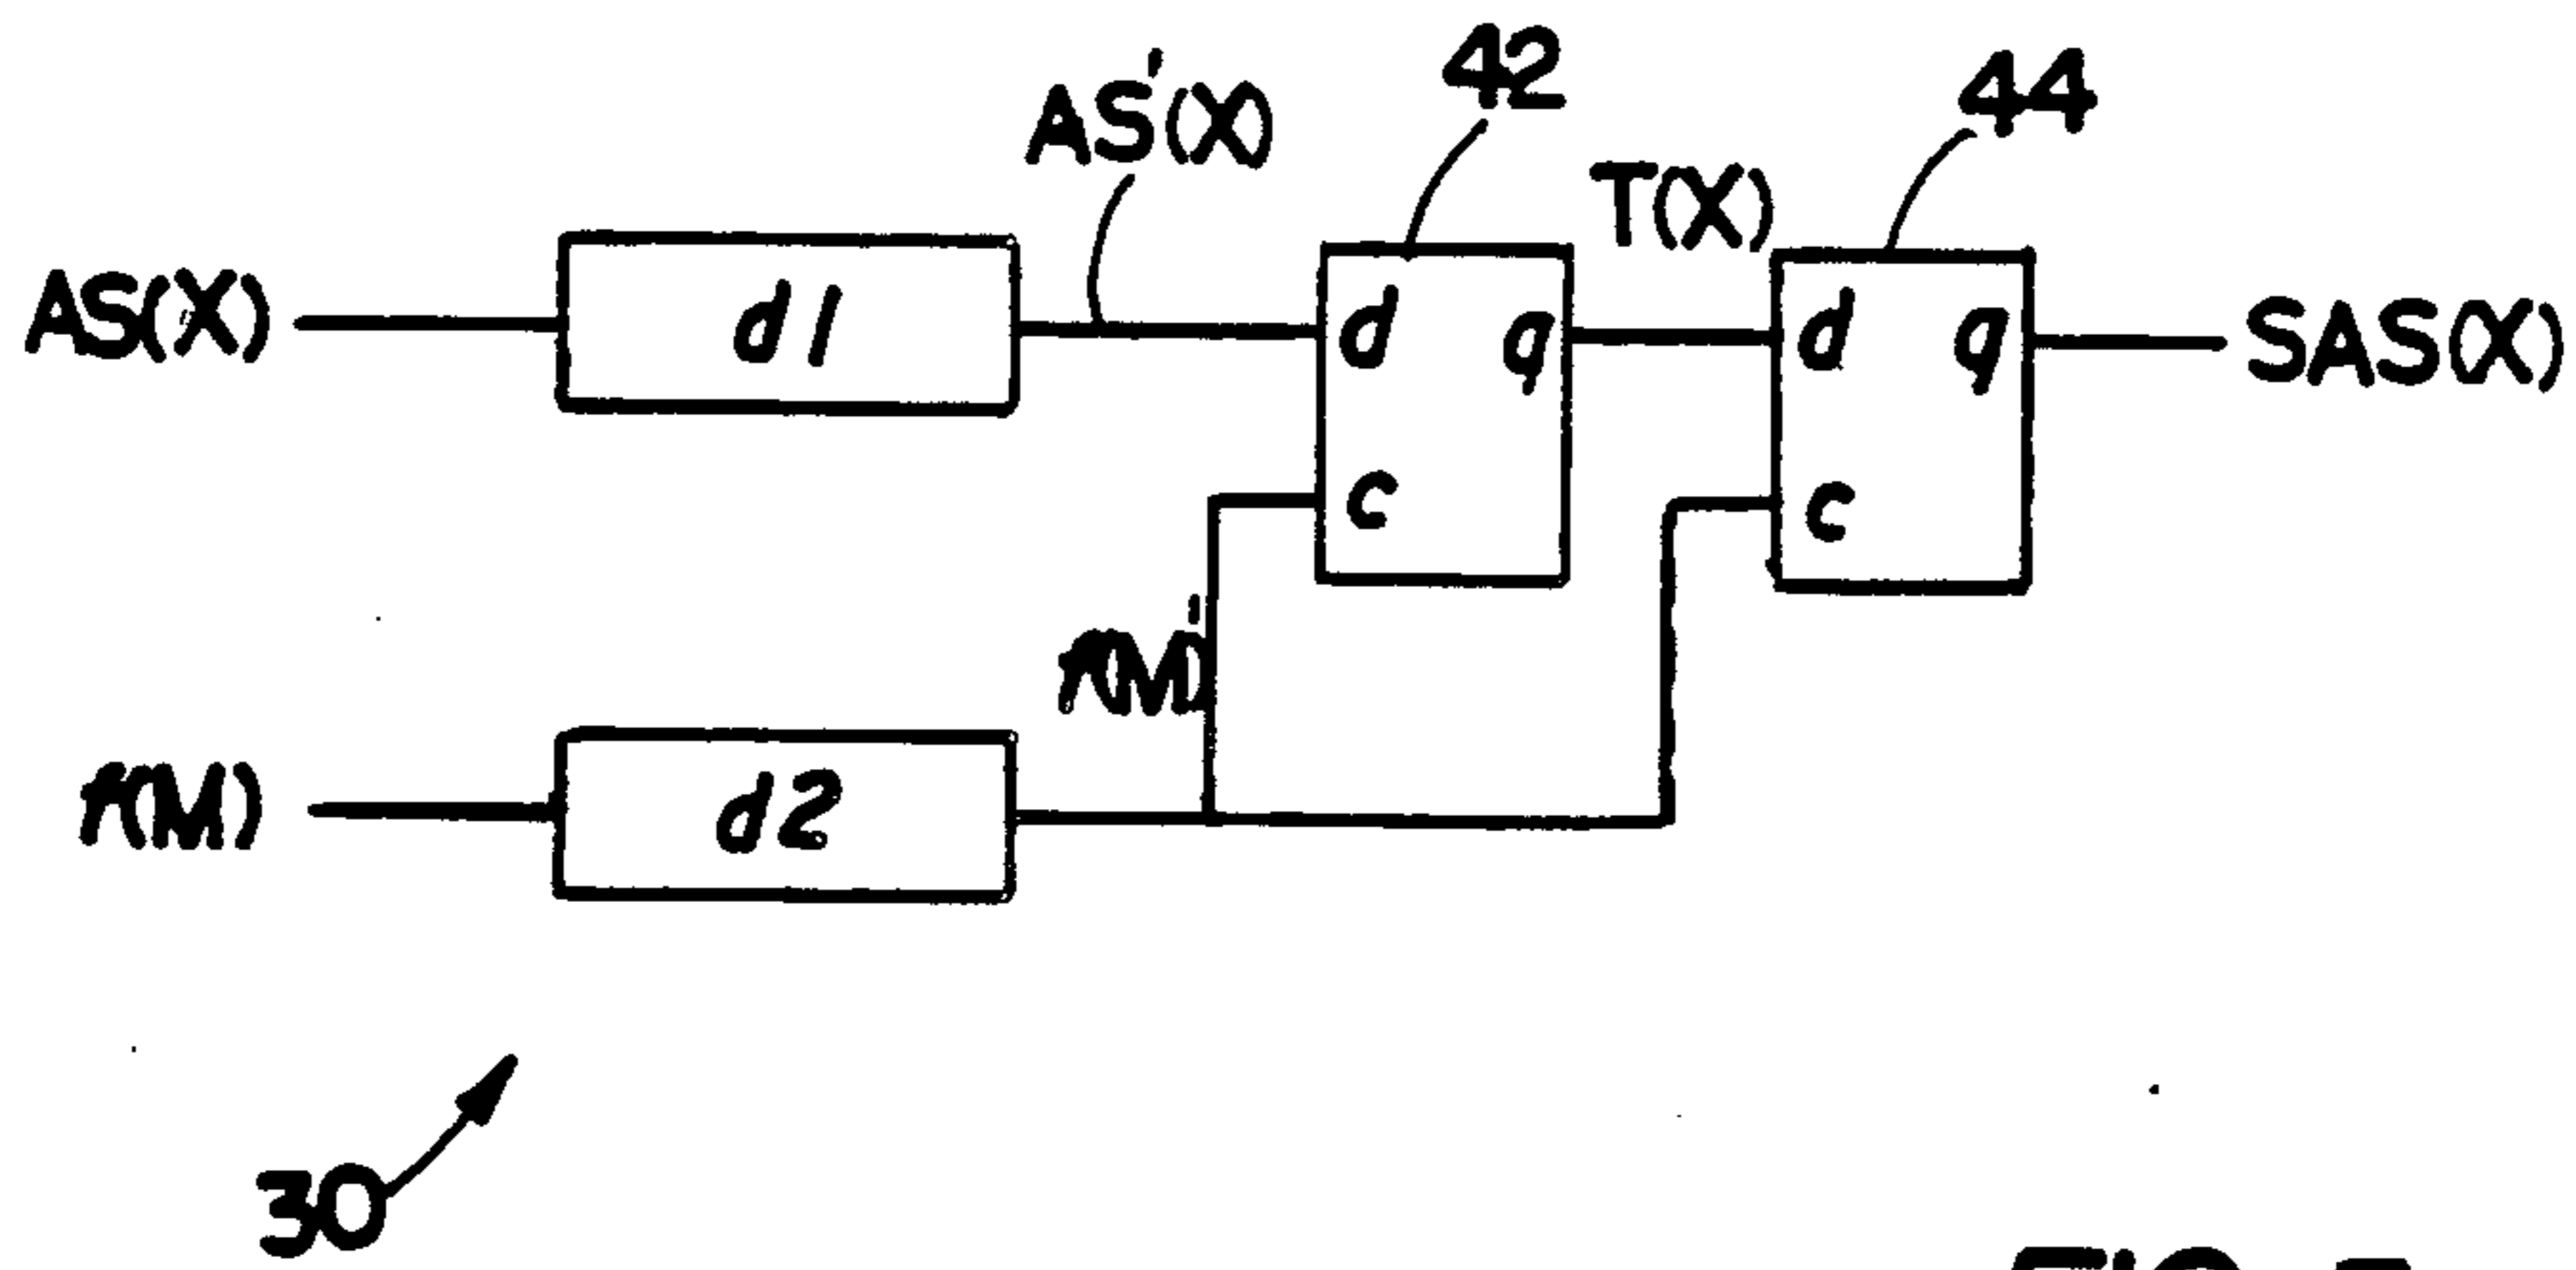 42
44
AS'(X)
T(X)
AS(X)
d1
d q
d q
SAS(X)
c
c
f(M)'
f(M)
d2
30